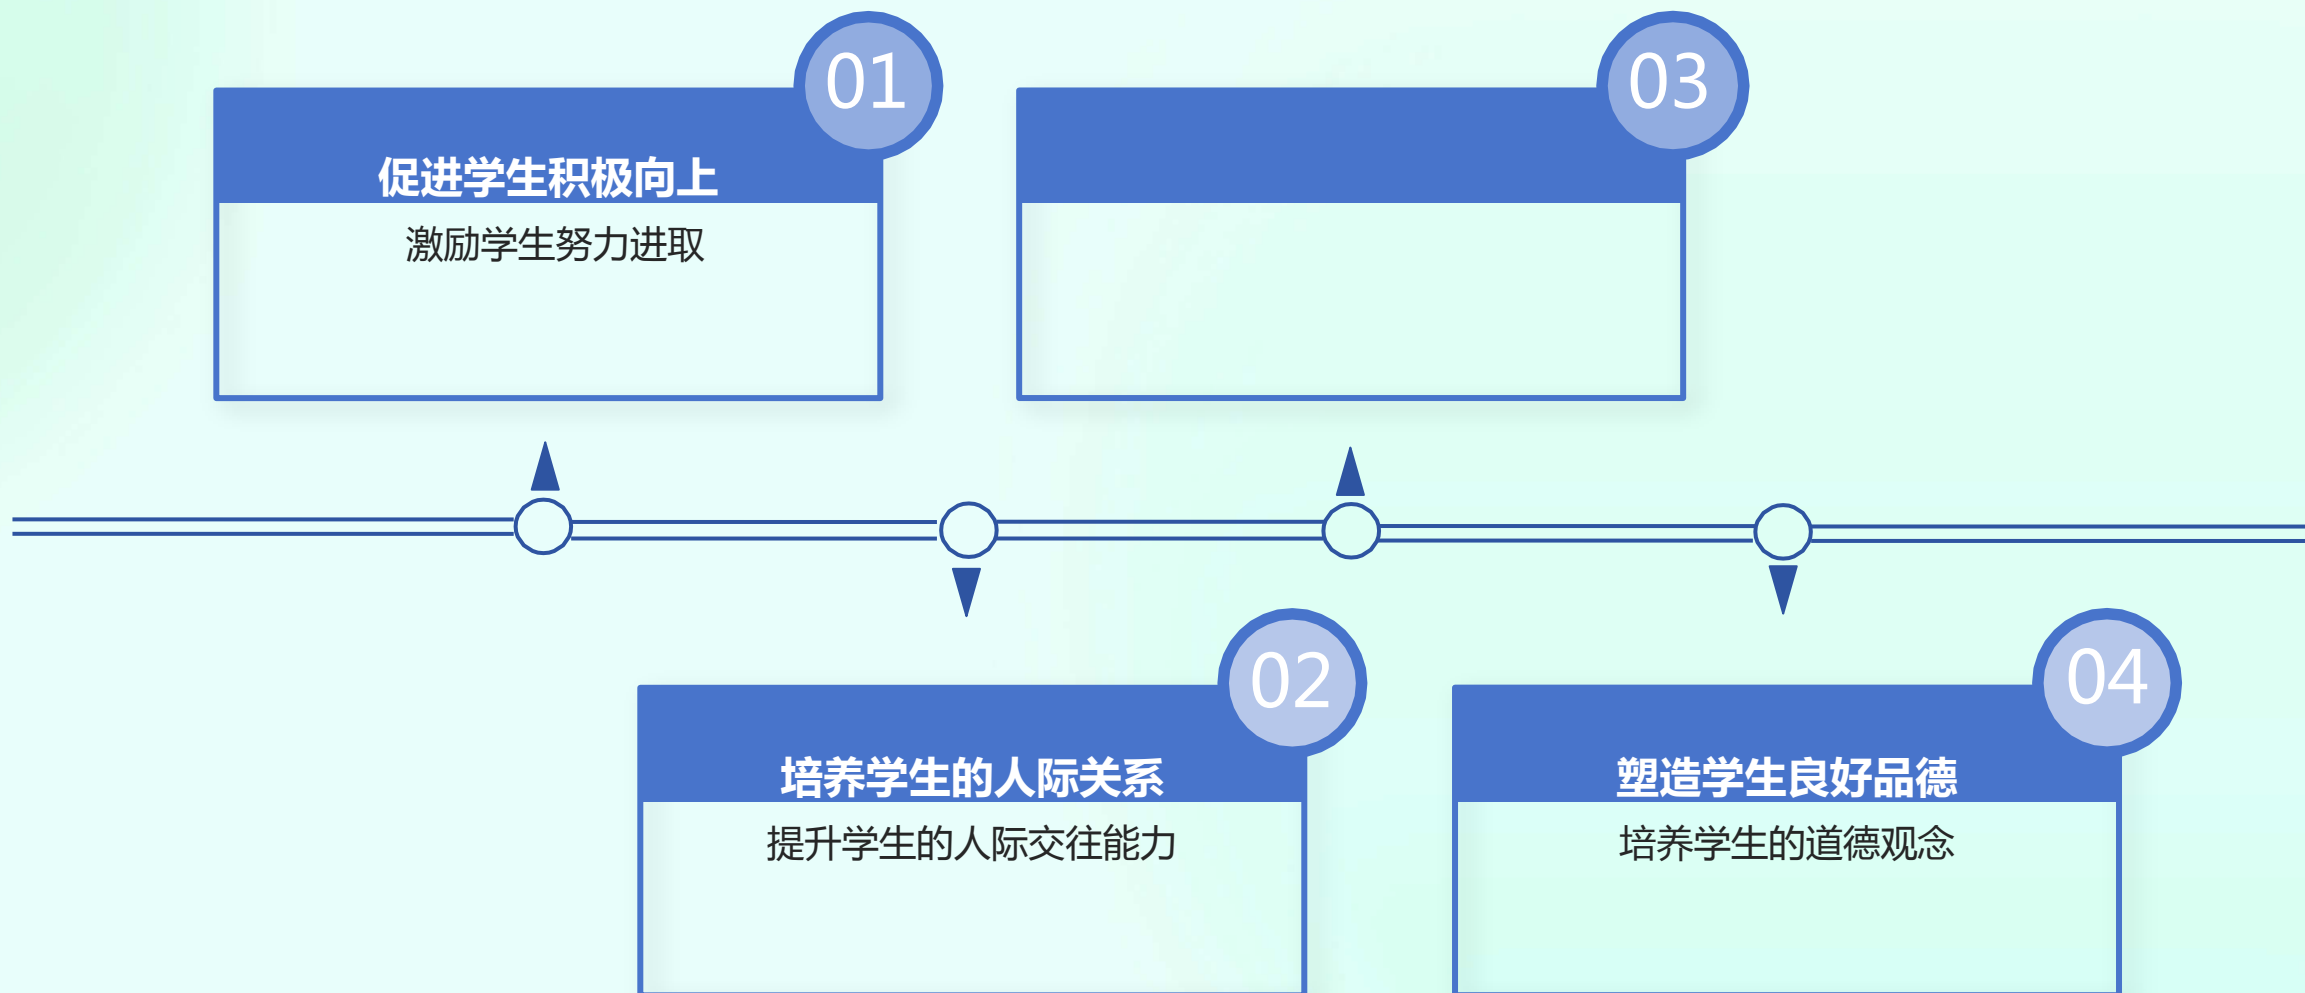 01
促进学生积极向上
激励学生努力进取
03
02
培养学生的人际关系
提升学生的人际交往能力
04
塑造学生良好品德
培养学生的道德观念